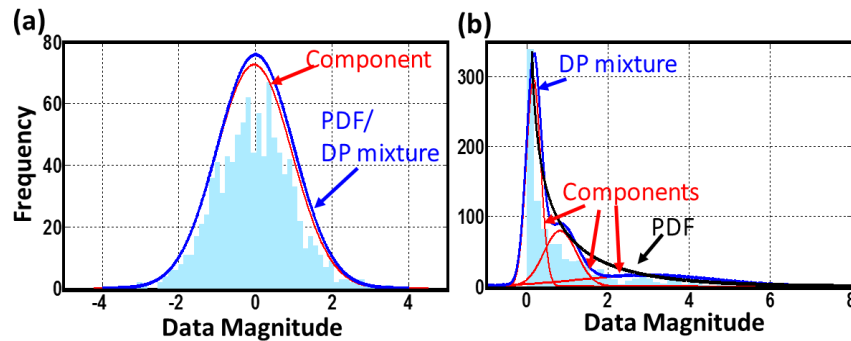 (a)
80
60
40
20
0
Frequency
Component
PDF/
DP mixture
-4 -2 0 2 4
Data Magnitude
(b)
300
200
100
0
DP mixture
Components
PDF
0 2 4 6 8
Data Magnitude